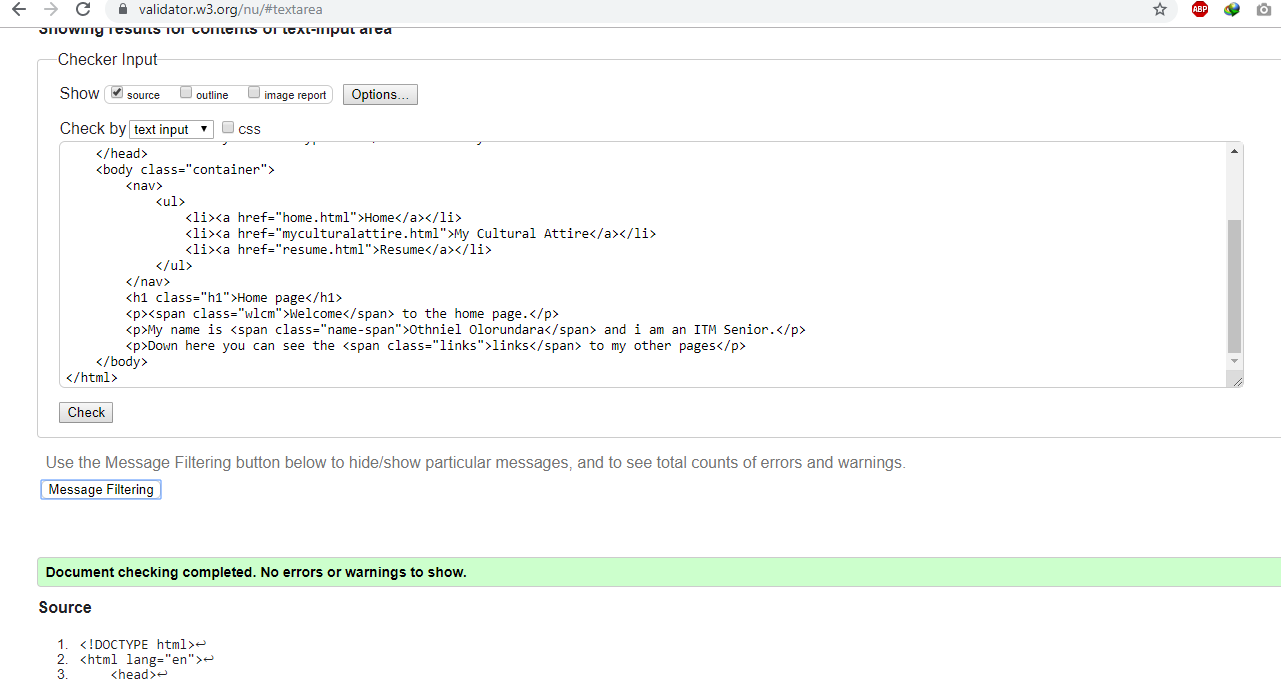 validator.w3.org/nu/#textarea
ABP
Showing results for contents of text-input area
Checker Input
Show source outline image report Options...
Check by text input css
</head>
<body class="container">
<nav>
<ul>
<li><a href="home.html">Home</a></li>
<li><a href="myculturalattire.html">My Cultural Attire</a></li>
<li><a href="resume.html">Resume</a></li>
</ul>
</nav>
<h1 class="h1">Home page</h1>
<p><span class="wlcm">Welcome</span> to the home page.</p>
<p>My name is <span class="name-span">Othniel Olorundara</span> and i am an ITM Senior.</p>
<p>Down here you can see the <span class="links">links</span> to my other pages</p>
</body>
</html>
Check
Use the Message Filtering button below to hide/show particular messages, and to see total counts of errors and warnings.
Message Filtering
Document checking completed. No errors or warnings to show.
Source
1. <!DOCTYPE html>↩
2. <html lang="en">↩
3. <head>↩